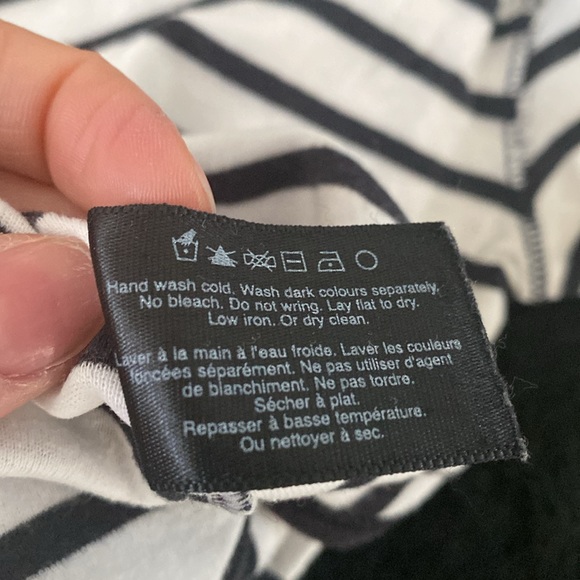 Hand wash cold. Wash dark colours separately.
No bleach. Do not wring. Lay flat to dry.
Low iron. Or dry clean.
Laver à la main à l'eau froide. Laver les couleurs
foncées séparément. Ne pas utiliser d'agent
de blanchiment. Ne pas tordre.
Sécher à plat.
Repasser à basse température.
Ou nettoyer à sec.